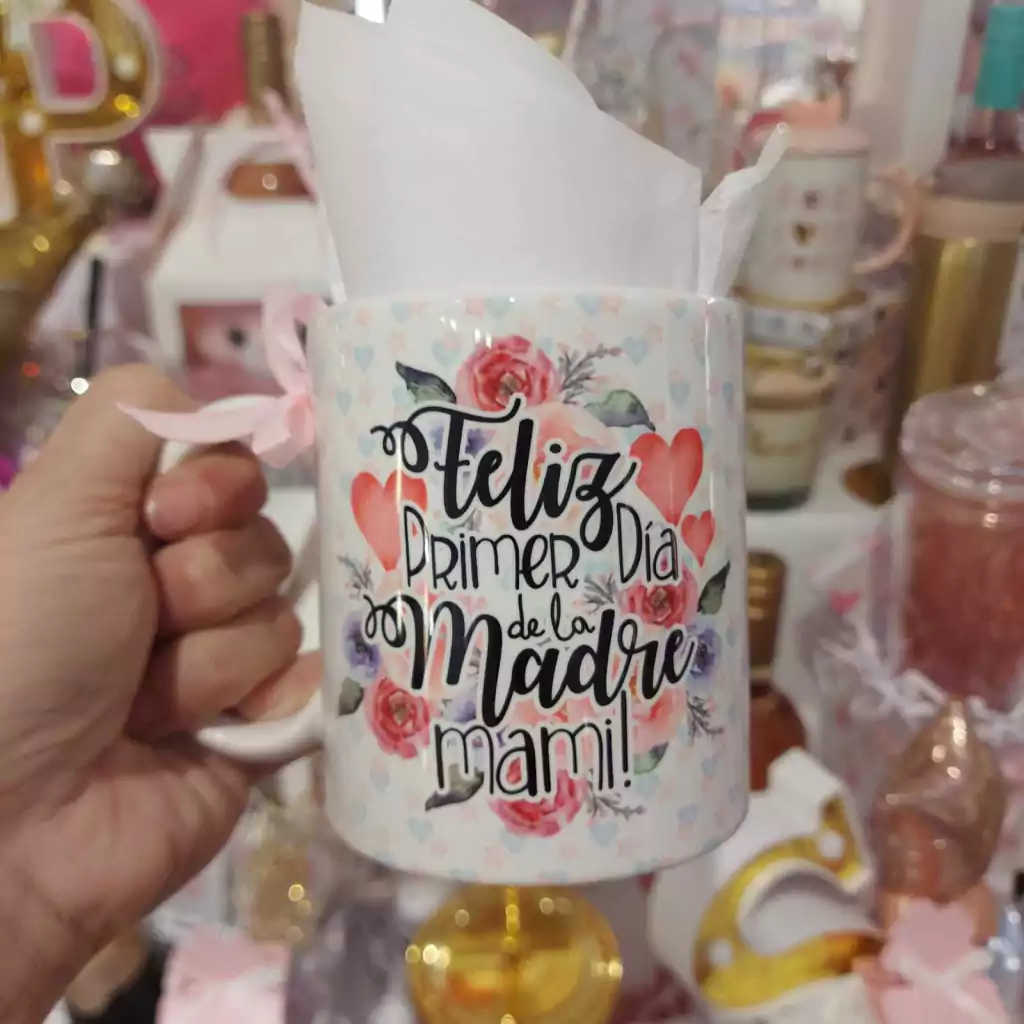 Feliz
Primer Día
de la
Madre
mami!